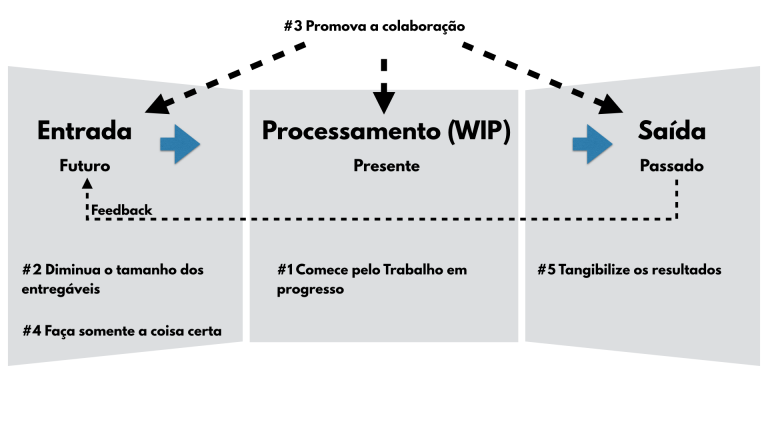 #3 Promova a colaboração
Entrada
Futuro
Feedback
#2 Diminua o tamanho dos
entregáveis
#4 Faça somente a coisa certa
Processamento (WIP)
Presente
#1 Comece pelo Trabalho em
progresso
Saída
Passado
#5 Tangibilize os resultados